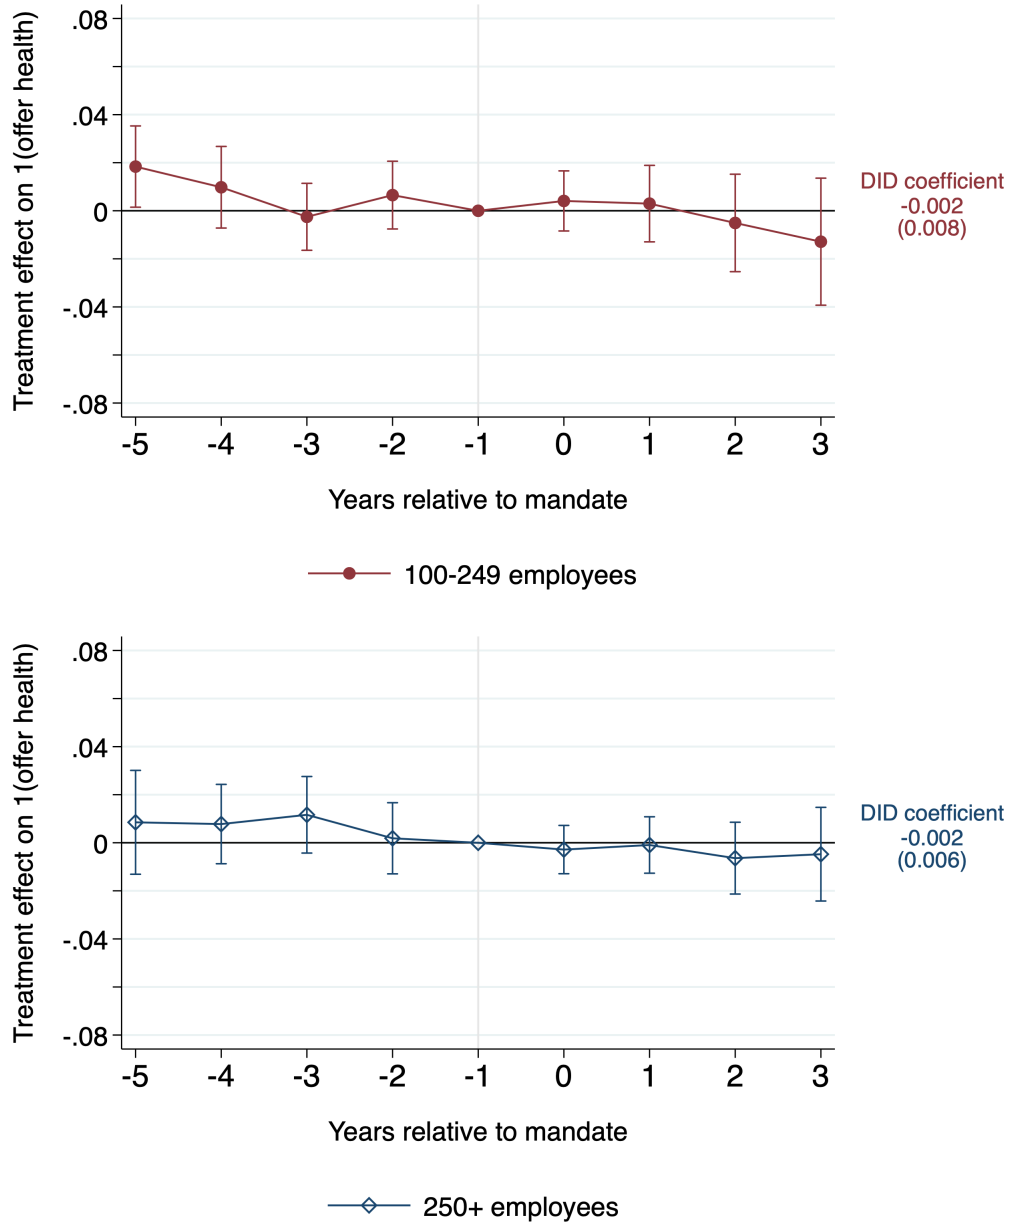 Treatment effect on 1(offer health)
.08
.04
0
-.04
-.08
-5 -4 -3 -2 -1 0 1 2 3
Years relative to mandate
DID coefficient
-0.002
(0.008)
100-249 employees
Treatment effect on 1(offer health)
.08
.04
0
-.04
-.08
-5 -4 -3 -2 -1 0 1 2 3
Years relative to mandate
DID coefficient
-0.002
(0.006)
250+ employees